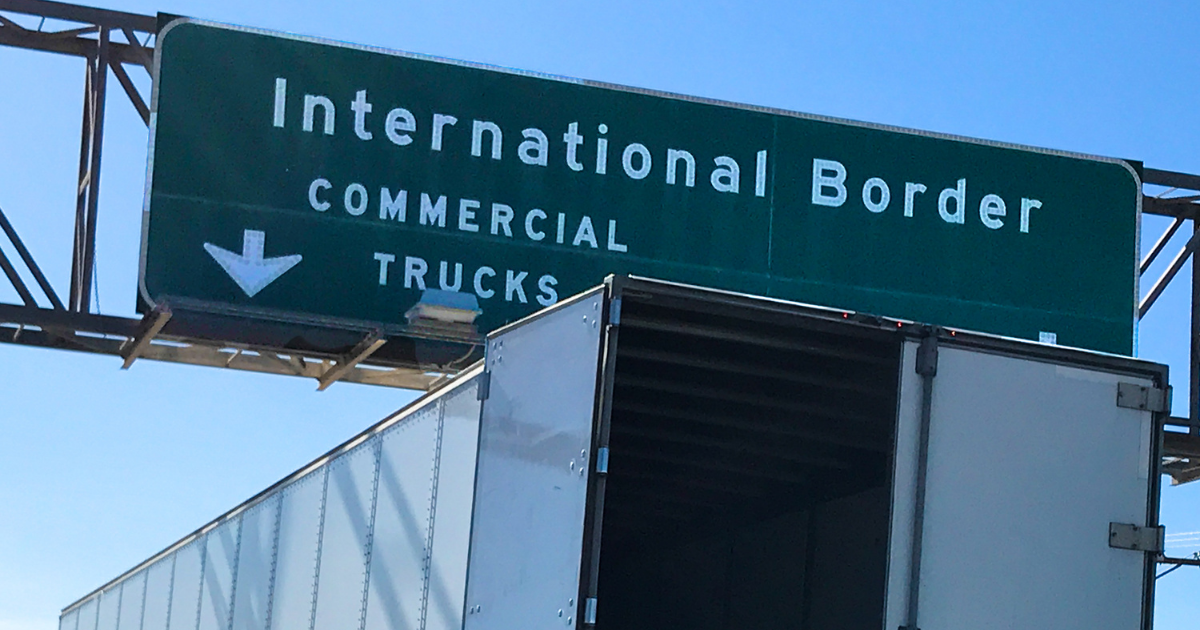 International Border
COMMERCIAL
TRUCKS